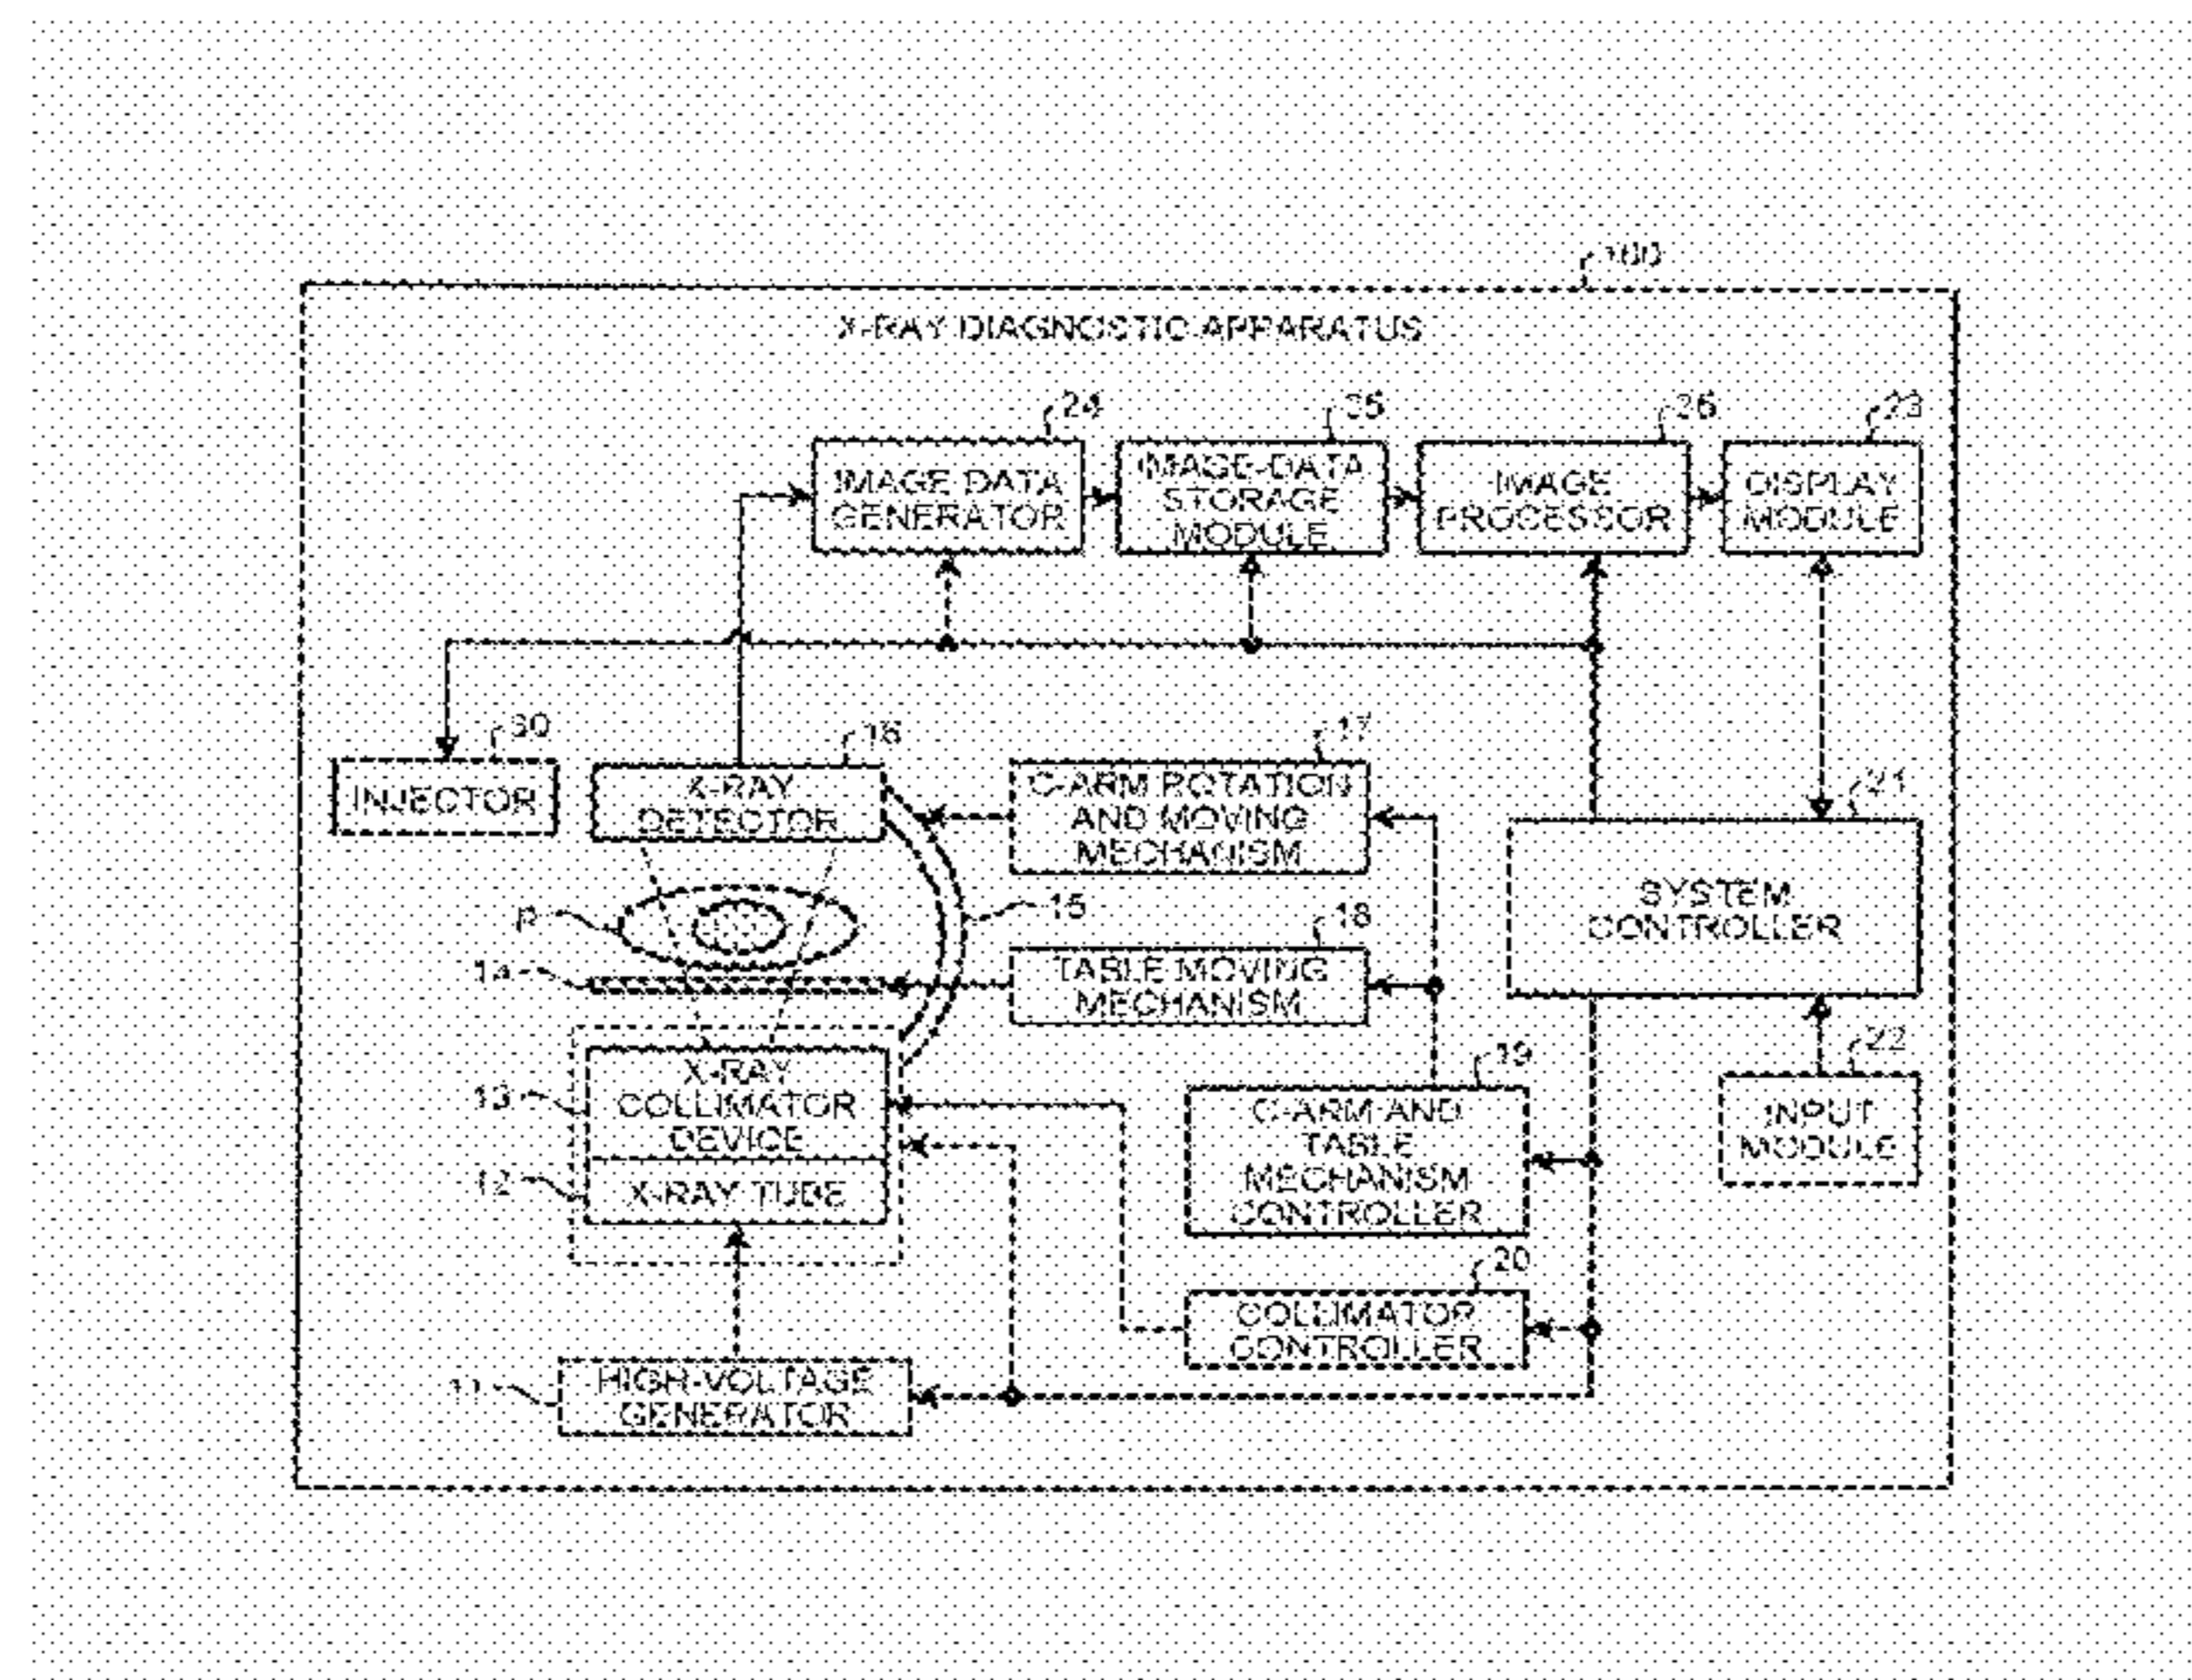 100
X-RAY DIAGNOSTIC APPARATUS
24
25
26
23
IMAGE DATA
GENERATOR
IMAGE-DATA
STORAGE
MODULE
IMAGE
PROCESSOR
DISPLAY
MODULE
30
INJECTOR
16
X-RAY
DETECTOR
17
C-ARM ROTATION
AND MOVING
MECHANISM
21
SYSTEM
CONTROLLER
P
15
14
18
TABLE MOVING
MECHANISM
13
X-RAY
COLLIMATOR
DEVICE
12
X-RAY TUBE
19
C-ARM AND
TABLE
MECHANISM
CONTROLLER
22
INPUT
MODULE
20
COLLIMATOR
CONTROLLER
11
HIGH-VOLTAGE
GENERATOR